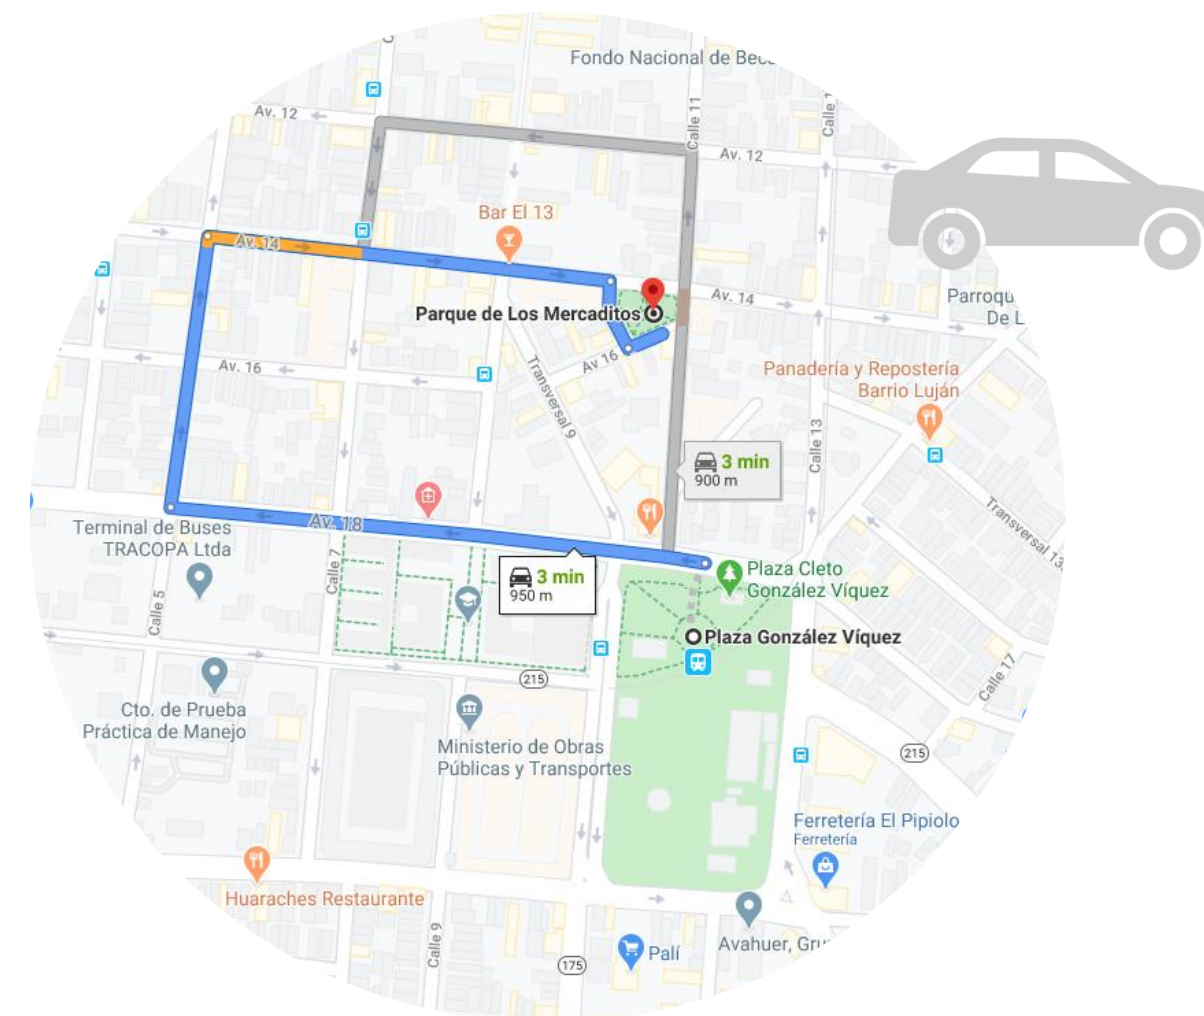 Fondo Nacional de Bec
Av. 12
Calle 11
Calle 1
Av. 12
Bar El 13
Av. 14
Av. 14
Parroqu
De L
Parque de Los Mercaditos
Av 16
Av. 16
Transversal 9
Panadería y Repostería
Barrio Luján
Calle 13
3 min
900 m
Av. 18
Terminal de Buses
TRACOPA Ltda
Transversal 13
Calle 7
3 min
950 m
Plaza Cleto
González Víquez
Calle 5
Plaza González Víquez
215
Calle 17
Cto. de Prueba
Práctica de Manejo
Ministerio de Obras
Públicas y Transportes
215
Ferretería El Pipiolo
Ferretería
Huaraches Restaurante
Calle 9
Palí
Avahuer, Gru
175